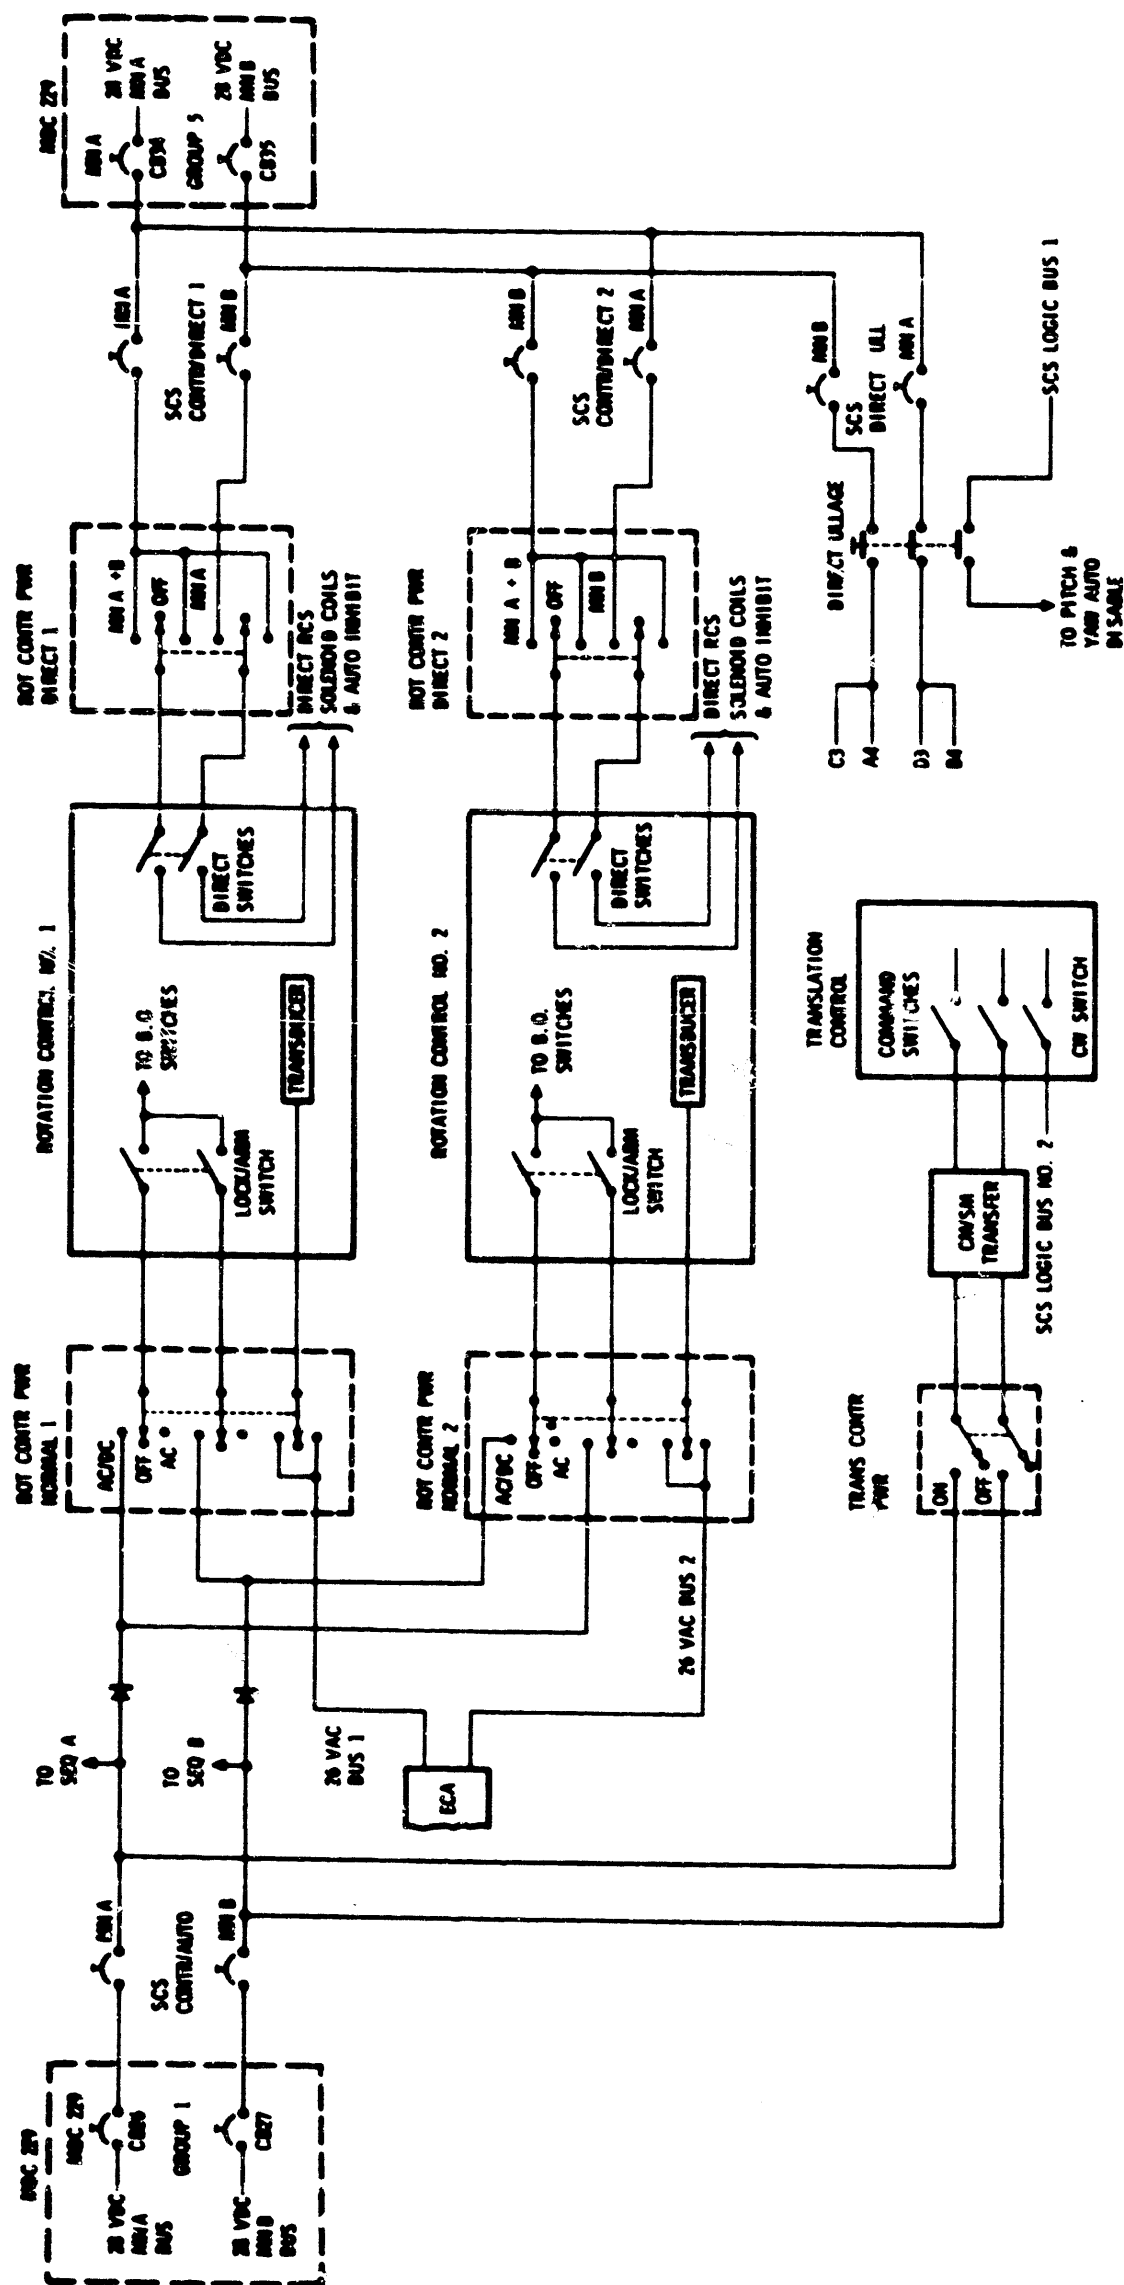 MDC 229
MDC 229
28 VDC
MN A
BUS
CB26
GROUP 1
28 VDC
MN B
BUS
CB27
MN A
SCS
CONTR/AUTO
MN B
TO
SEQ A
TO
SEQ B
26 VAC
BUS 1
ECA
26 VAC BUS 2
ROT CONTR PWR
NORMAL 1
AC/DC
OFF
AC
ROT CONTR PWR
NORMAL 2
AC/DC
OFF
AC
TRANS CONTR
PWR
ON
OFF
ROTATION CONTROL NO. 1
TO B.O.
SWITCHES
LOCK/ARM
SWITCH
TRANSDUCER
DIRECT
SWITCHES
ROTATION CONTROL NO. 2
TO B.O.
SWITCHES
LOCK/ARM
SWITCH
TRANSDUCER
DIRECT
SWITCHES
CM/SM
TRANSFER
SCS LOGIC BUS NO. 2
TRANSLATION
CONTROL
COMMAND
SWITCHES
CW SWITCH
ROT CONTR PWR
DIRECT 1
MN A + B
OFF
MN A
DIRECT RCS
SOLENOID COILS
& AUTO INHIBIT
ROT CONTR PWR
DIRECT 2
MN A + B
OFF
MN B
DIRECT RCS
SOLENOID COILS
& AUTO INHIBIT
C3
A4
D3
B4
DIRECT ULLAGE
TO PITCH &
YAW AUTO
DISABLE
MN A
SCS
CONTR/DIRECT 1
MN B
MN B
SCS
CONTR/DIRECT 2
MN A
MN B
SCS
DIRECT ULL
MN A
SCS LOGIC BUS 1
MDC 229
MN A
28 VDC
MN A
BUS
CB34
GROUP 5
28 VDC
MN B
BUS
CB35